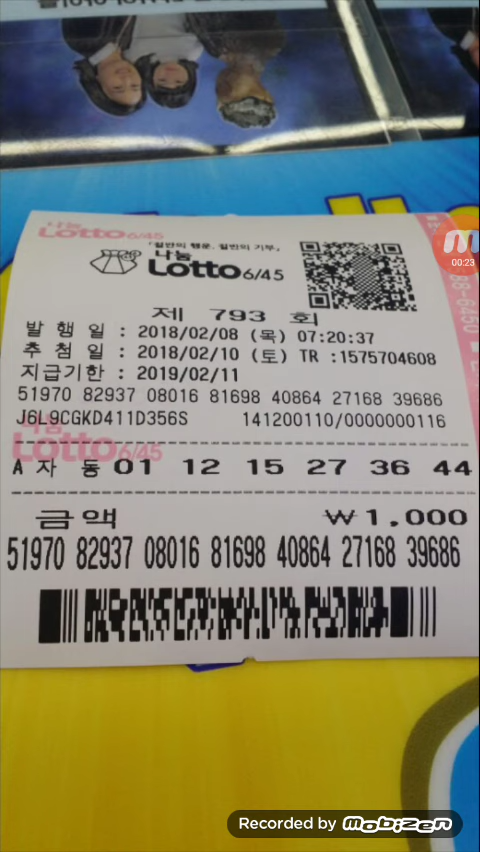 나눔
Lotto 6/45
「절반의 행운, 절반의 기부」
나눔
Lotto 6/45
제 793 회
발 행 일 : 2018/02/08 (목) 07:20:37
추 첨 일 : 2018/02/10 (토) TR :1575704608
지급기한 : 2019/02/11
51970 82937 08016 81698 40864 27168 39686
J6L9CGKD411D356S 141200110/0000000116
나눔
Lotto 6/45
A 자 동 01 12 15 27 36 44
금액 ₩1,000
51970 82937 08016 81698 40864 27168 39686
00:23
Recorded by Mobizen